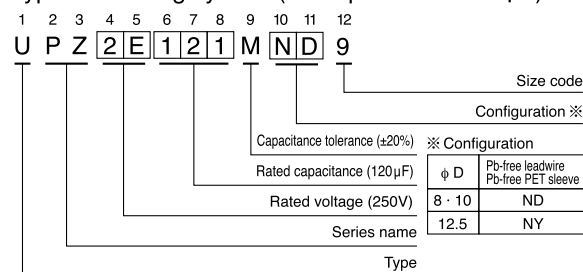 1 2 3 4 5 6 7 8 9 10 11 12
U P Z 2 E 1 2 1 M N D 9
Size code
Configuration ※
Capacitance tolerance (±20%)
Rated capacitance (120µF)
Rated voltage (250V)
Series name
Type
※ Configuration
ϕ D Pb-free leadwire
Pb-free PET sleeve
8 · 10 ND
12.5 NY